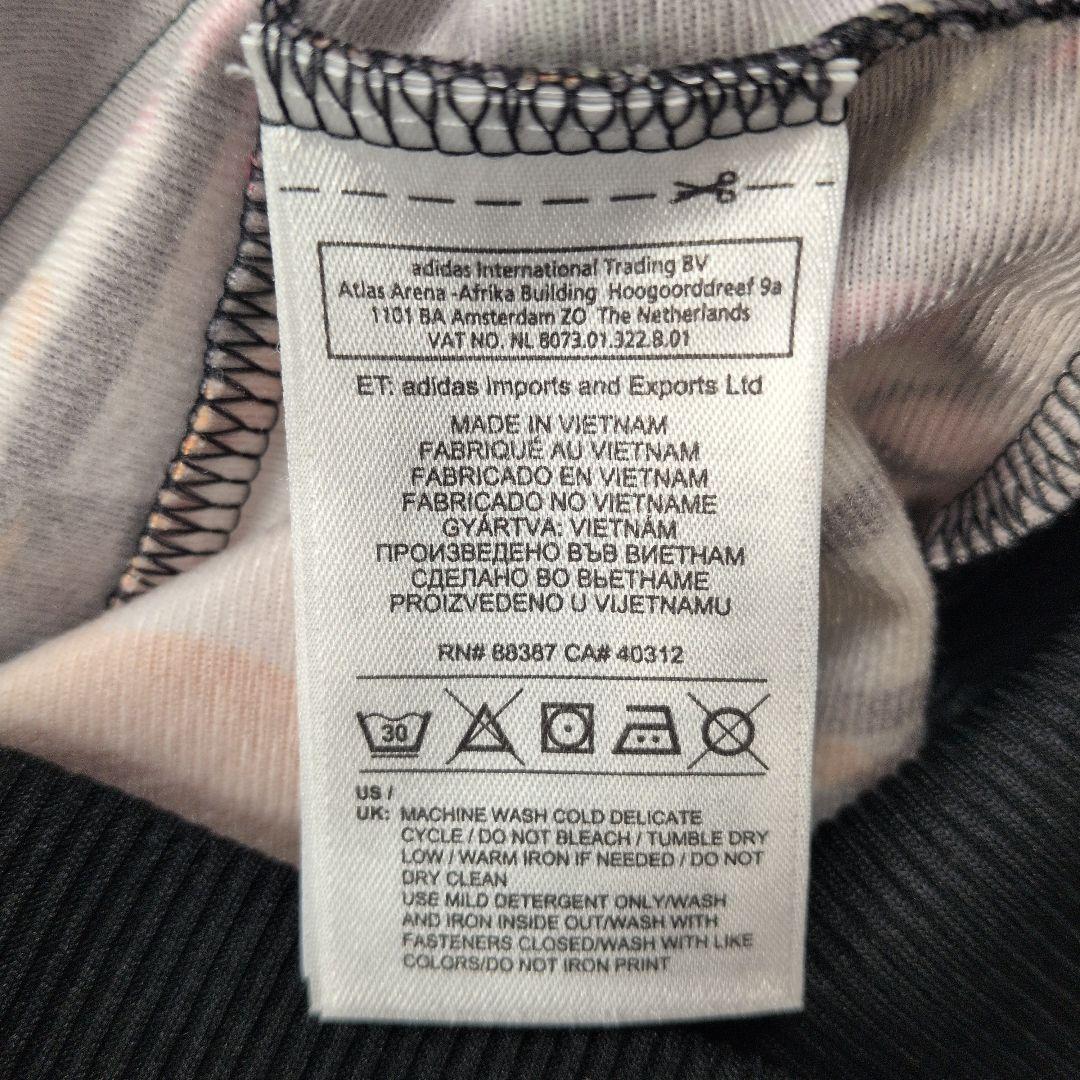 adidas International Trading BV
Atlas Arena -Afrika Building Hoogoorddreef 9a
1101 BA Amsterdam ZO The Netherlands
VAT NO. NL 8073.01.322.B.01
ET: adidas Imports and Exports Ltd
MADE IN VIETNAM
FABRIQUÉ AU VIETNAM
FABRICADO EN VIETNAM
FABRICADO NO VIETNAME
GYÁRTVA: VIETNÁM
ПРОИЗВЕДЕНО ВЪВ ВИЕТНАМ
СДЕЛАНО ВО ВЬЕТНАМЕ
PROIZVEDENO U VIJETNAMU
RN# 88387 CA# 40312
30
US /
UK: MACHINE WASH COLD DELICATE
CYCLE / DO NOT BLEACH / TUMBLE DRY
LOW / WARM IRON IF NEEDED / DO NOT
DRY CLEAN
USE MILD DETERGENT ONLY/WASH
AND IRON INSIDE OUT/WASH WITH
FASTENERS CLOSED/WASH WITH LIKE
COLORS/DO NOT IRON PRINT